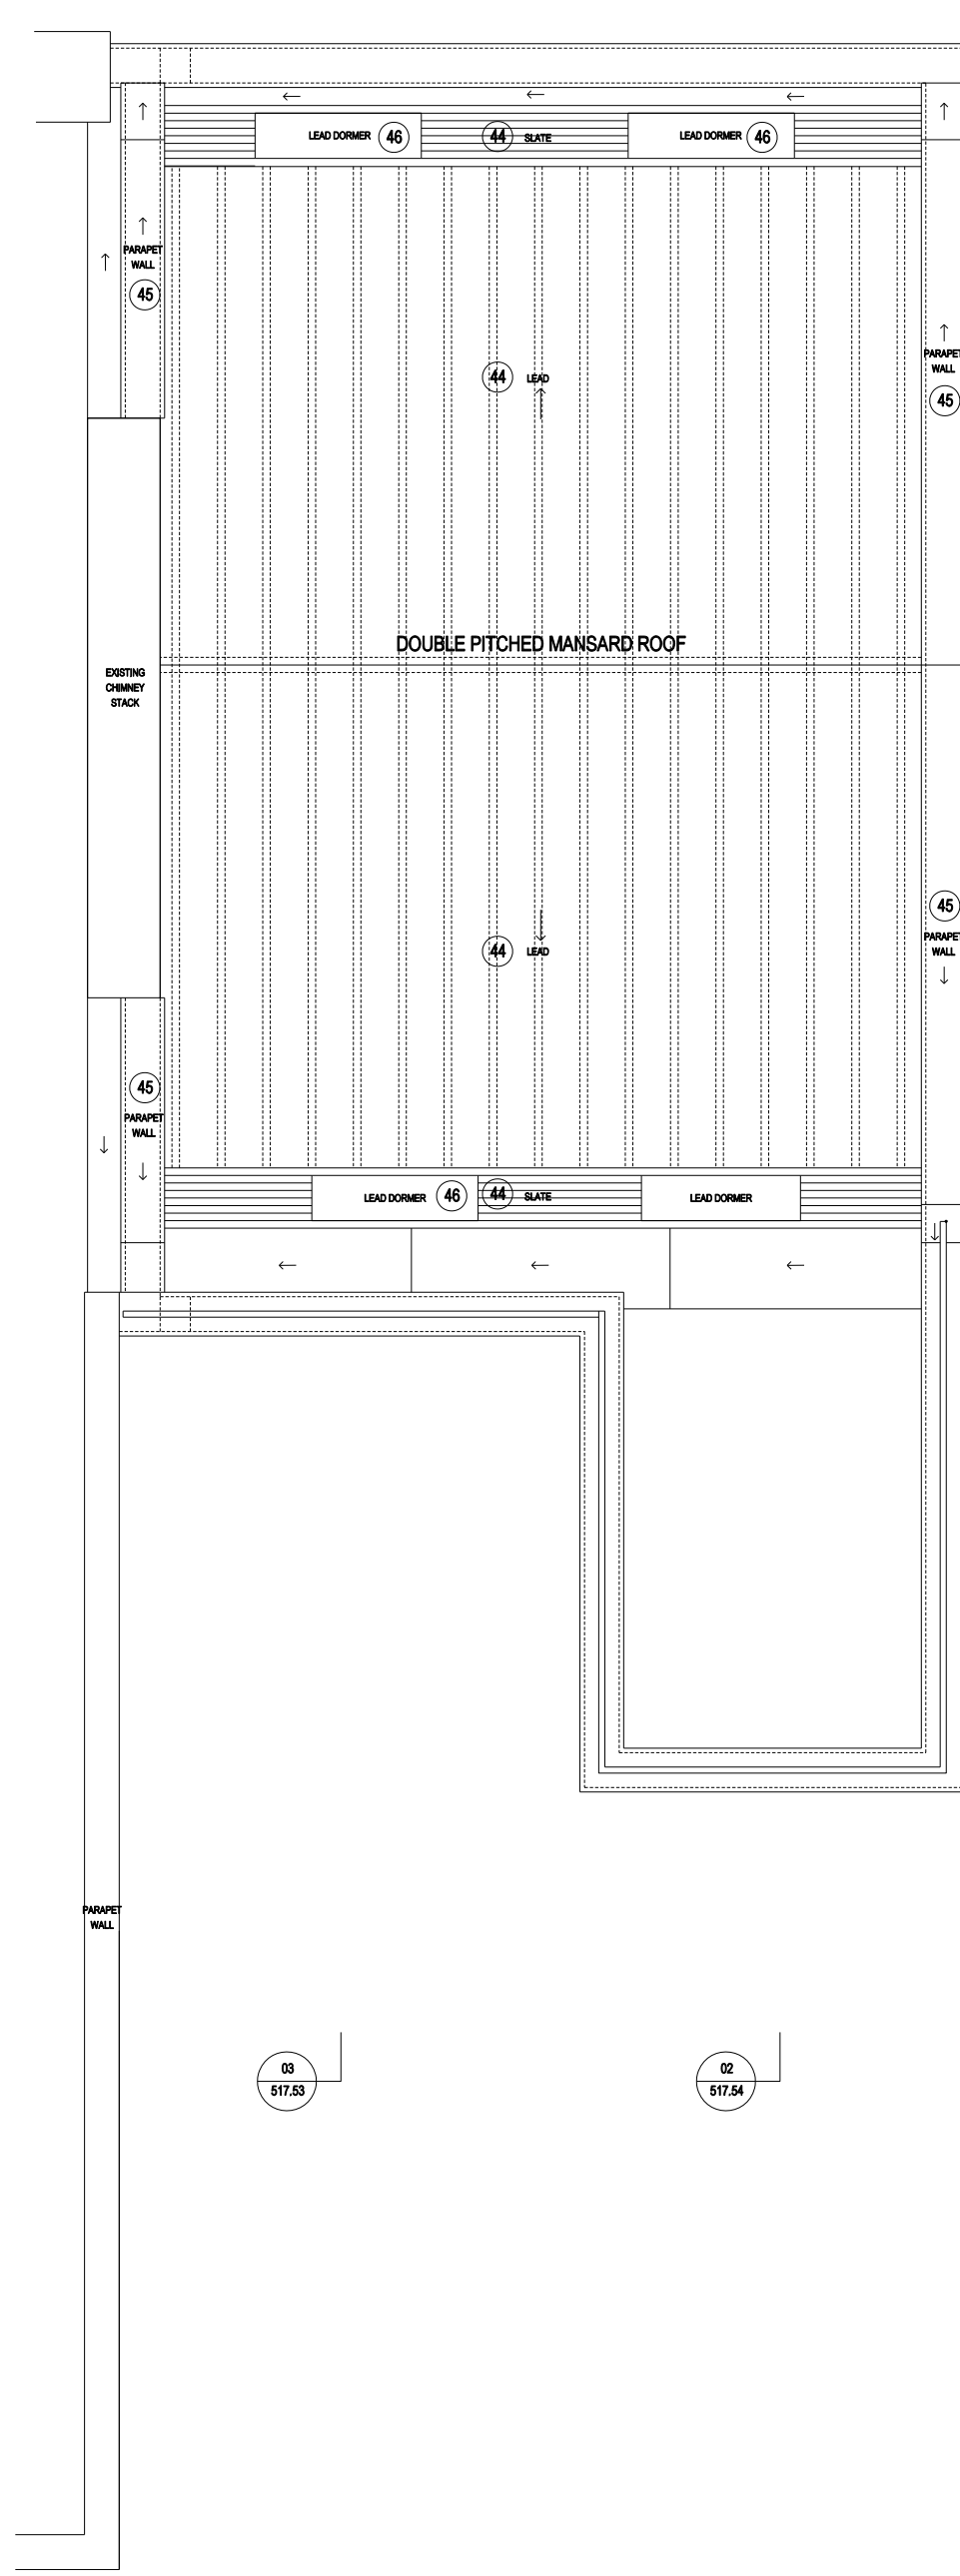 LEAD DORMER
46
44
SLATE
LEAD DORMER
46
PARAPET
WALL
45
PARAPET
WALL
45
44
LEAD
DOUBLE PITCHED MANSARD ROOF
EXISTING
CHIMNEY
STACK
45
PARAPET
WALL
44
LEAD
45
PARAPET
WALL
LEAD DORMER
46
44
SLATE
LEAD DORMER
PARAPET
WALL
03
517.53
02
517.54